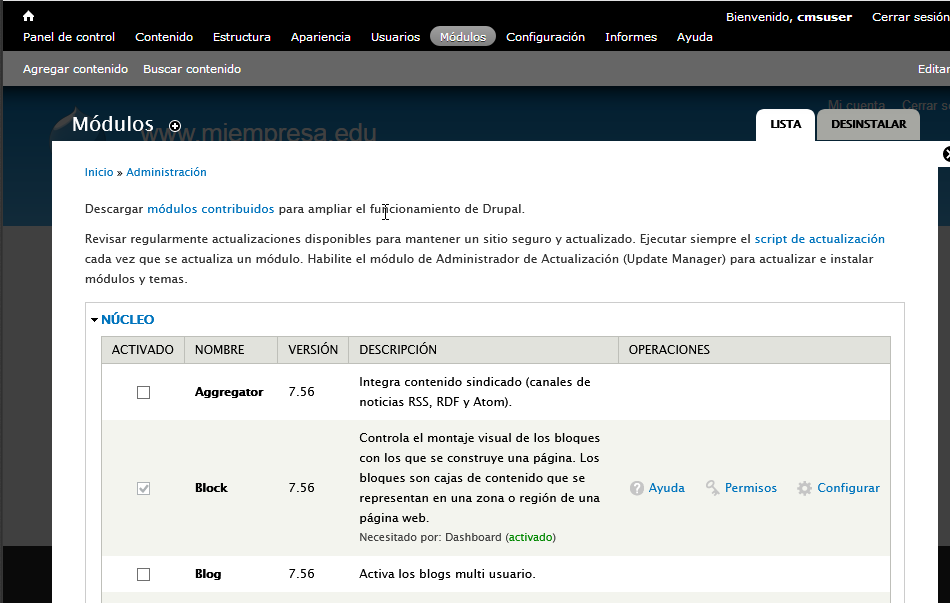 Bienvenido, cmsuser Cerrar sesión
Panel de control Contenido Estructura Apariencia Usuarios Módulos Configuración Informes Ayuda
Agregar contenido Buscar contenido Editar
Mi cuenta Cerrar s
Módulos
www.miempresa.edu
LISTA DESINSTALAR
Inicio » Administración
Descargar módulos contribuidos para ampliar el funcionamiento de Drupal.
Revisar regularmente actualizaciones disponibles para mantener un sitio seguro y actualizado. Ejecutar siempre el script de actualización
cada vez que se actualiza un módulo. Habilite el módulo de Administrador de Actualización (Update Manager) para actualizar e instalar
módulos y temas.
NÚCLEO
ACTIVADO NOMBRE VERSIÓN DESCRIPCIÓN OPERACIONES
Aggregator 7.56 Integra contenido sindicado (canales de
noticias RSS, RDF y Atom).
Controla el montaje visual de los bloques
con los que se construye una página. Los
bloques son cajas de contenido que se
Block 7.56 Ayuda Permisos Configurar
representan en una zona o región de una
página web.
Necesitado por: Dashboard (activado)
Blog 7.56 Activa los blogs multi usuario.